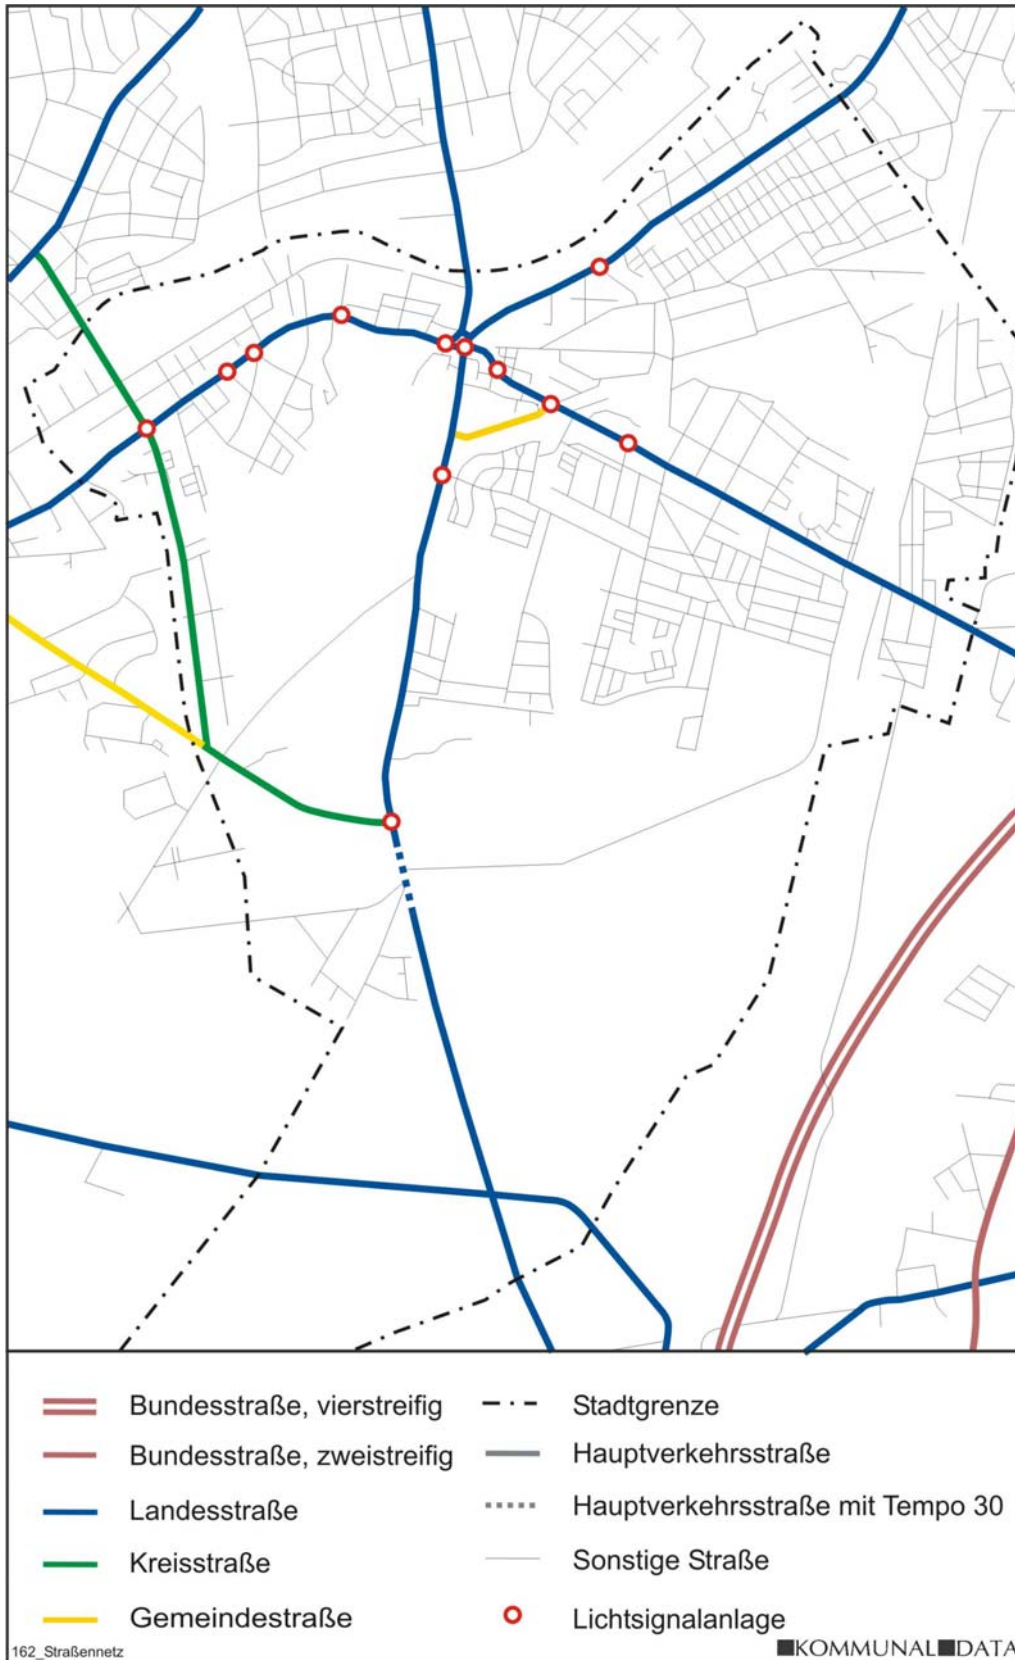 Bundesstraße, vierstreifig
Bundesstraße, zweistreifig
Landesstraße
Kreisstraße
Gemeindestraße
Stadtgrenze
Hauptverkehrsstraße
Hauptverkehrsstraße mit Tempo 30
Sonstige Straße
Lichtsignalanlage
162_Straßennetz
KOMMUNAL DATA